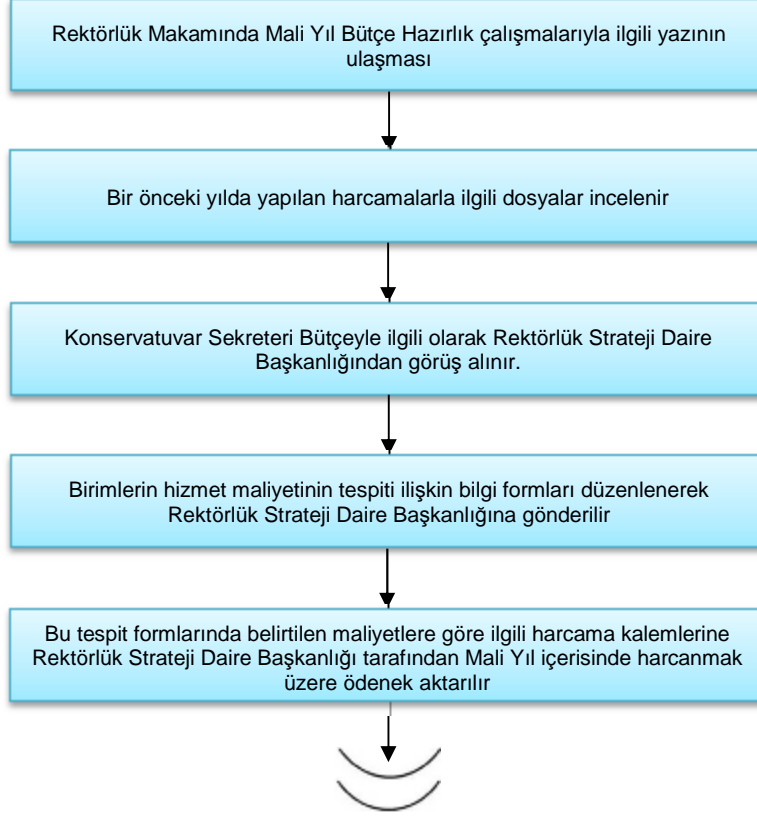 Rektörlük Makamında Mali Yıl Bütçe Hazırlık çalışmalarıyla ilgili yazının
ulaşması
Bir önceki yılda yapılan harcamalarla ilgili dosyalar incelenir
Konservatuvar Sekreteri Bütçeyle ilgili olarak Rektörlük Strateji Daire
Başkanlığından görüş alınır.
Birimlerin hizmet maliyetinin tespiti ilişkin bilgi formları düzenlenerek
Rektörlük Strateji Daire Başkanlığına gönderilir
Bu tespit formlarında belirtilen maliyetlere göre ilgili harcama kalemlerine
Rektörlük Strateji Daire Başkanlığı tarafından Mali Yıl içerisinde harcanmak
üzere ödenek aktarılır